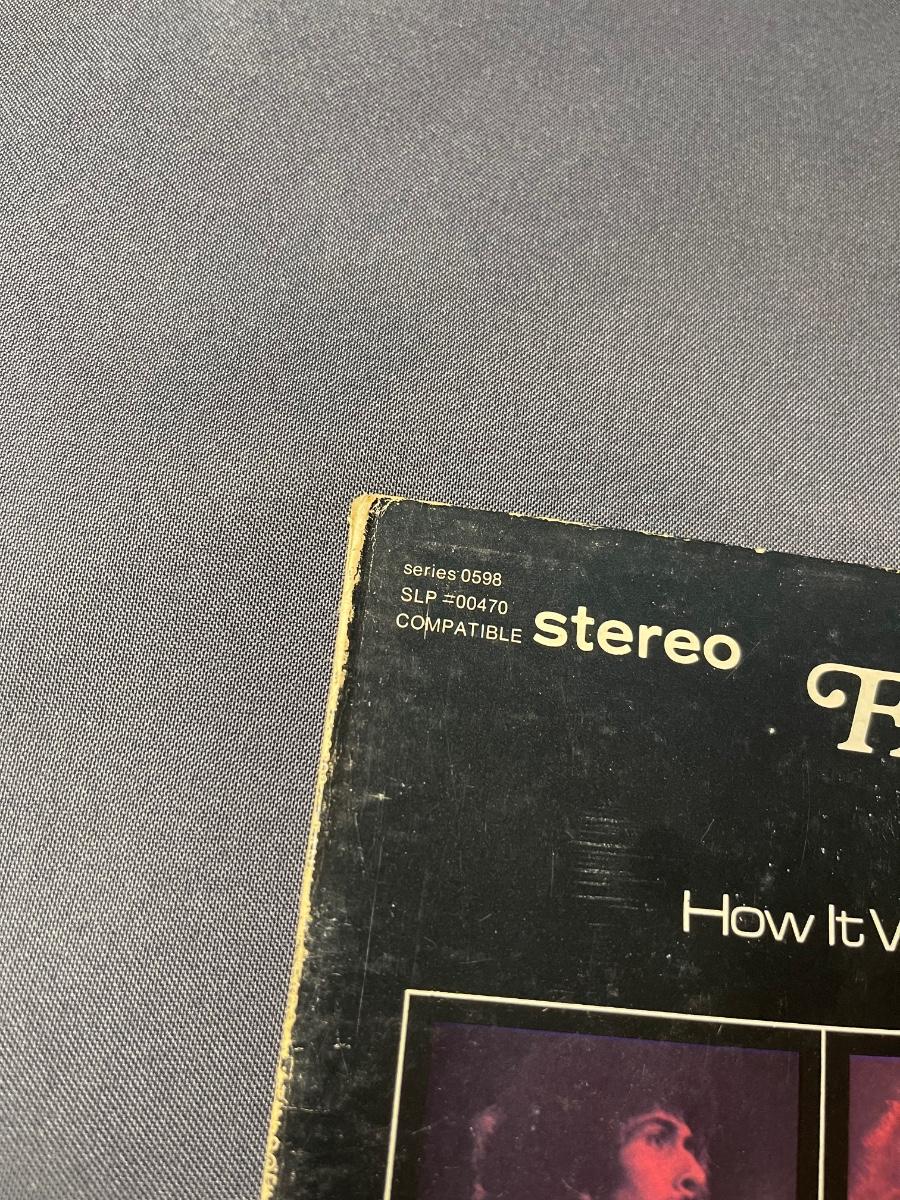 series 0598
SLP =00470
COMPATIBLE
stereo
How It